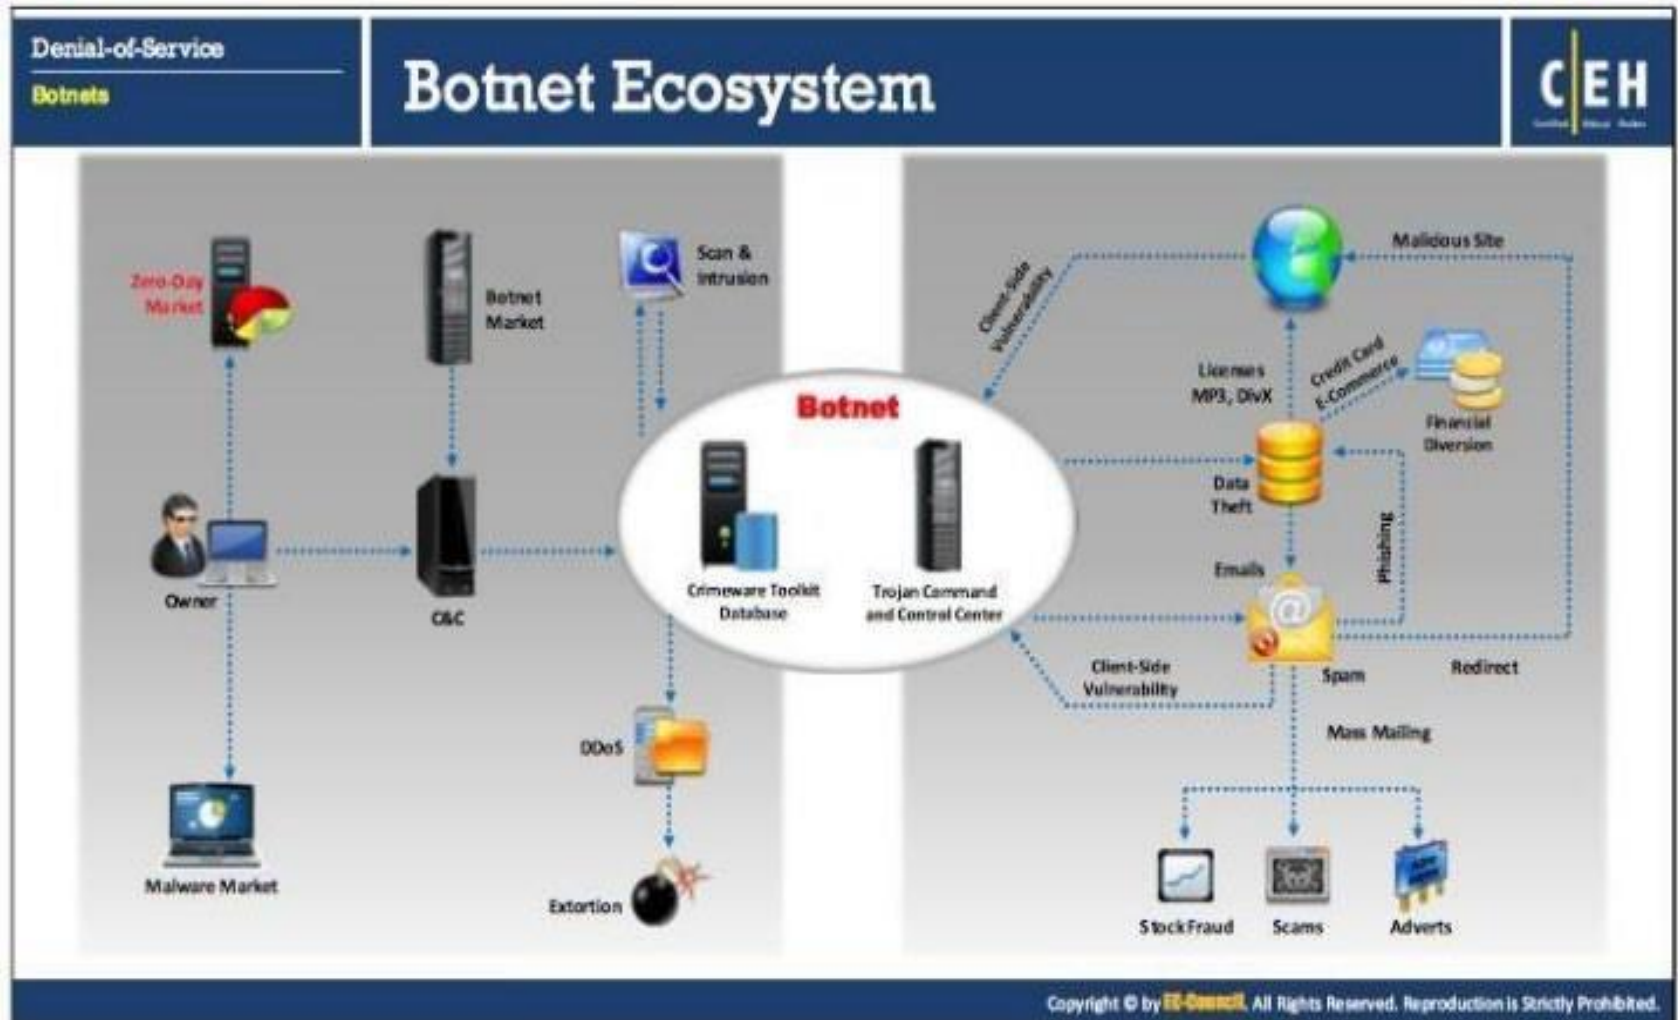 Denial-of-Service
Botnets
Botnet Ecosystem
C EH
Zero-Day
Market
Botnet
Market
Scan &
Intrusion
Owner
C&C
Malware Market
DDoS
Extortion
Botnet
Crimeware Toolkit
Database
Trojan Command
and Control Center
Client-Side
Vulnerability
Malicious Site
Licenses
MP3, DivX
Credit Card
E-Commerce
Financial
Diversion
Data
Theft
Phishing
Emails
Spam
Redirect
Client-Side
Vulnerability
Mass Mailing
Stock Fraud
Scams
Adverts
Copyright © by EC-Council. All Rights Reserved. Reproduction is Strictly Prohibited.